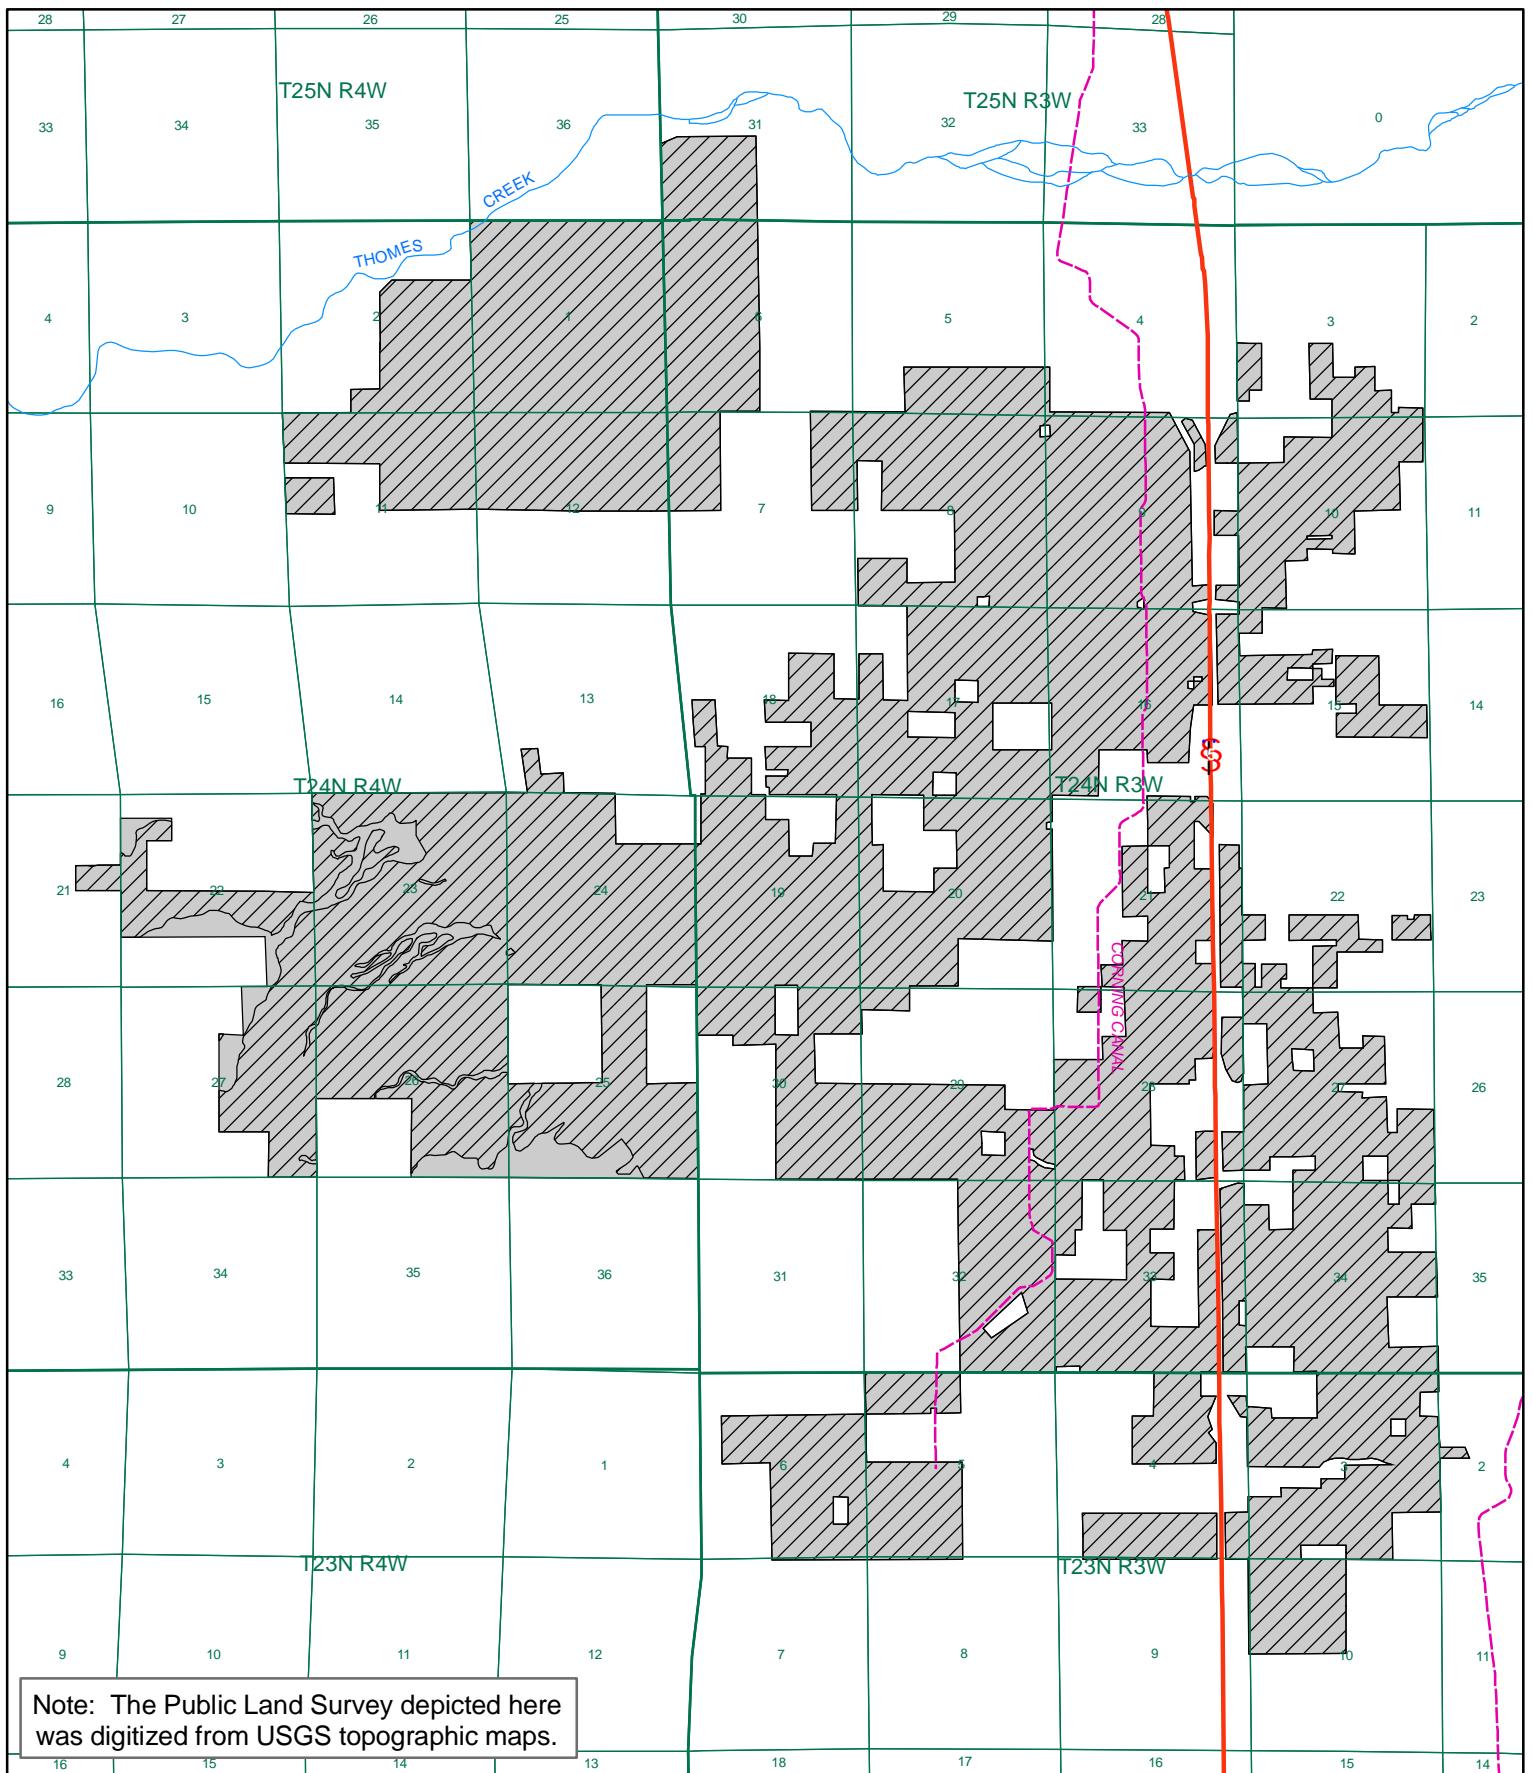 28 27 26 25 30 29 28
T25N R4W T25N R3W
33 34 35 36 31 32 33 0
CREEK
THOMES
4 3 2 1 6 5 4 3 2
9 10 11 12 7 8 9 10 11
16 15 14 13 18 17 16 15 14
T24N R4W T24N R3W
21 22 23 24 19 20 21 22 23
CORNING CANAL
28 27 26 25 30 29 28 27 26
33 34 35 36 31 32 33 34 35
4 3 2 1 6 5 4 3 2
T23N R4W T23N R3W
9 10 11 12 7 8 9 10 11
Note: The Public Land Survey depicted here
was digitized from USGS topographic maps.
16 15 14 13 18 17 16 15 14